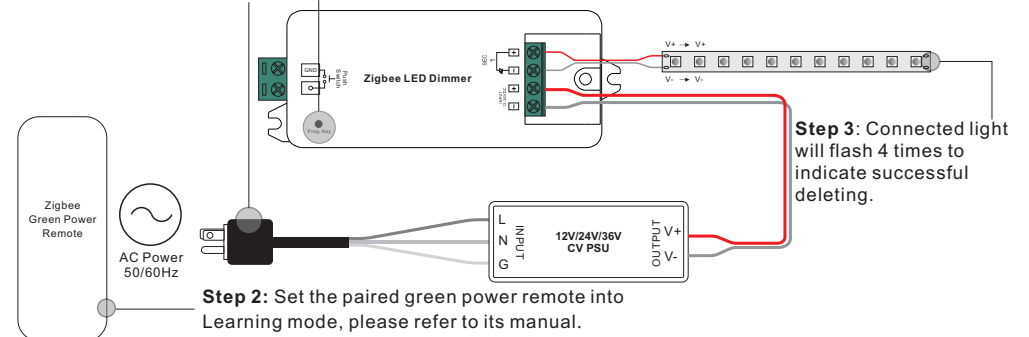 V+ → V+
SEC
1
+
−
+
−
GND
Push
Switch
Zigbee LED Dimmer
Prog. Key
V- → V-
Step 3: Connected light
will flash 4 times to
indicate successful
deleting.
Zigbee
Green Power
Remote
AC Power
50/60Hz
L
N
G
INPUT
12V/24V/36V
CV PSU
OUTPUT
V+
V-
Step 2: Set the paired green power remote into
Learning mode, please refer to its manual.